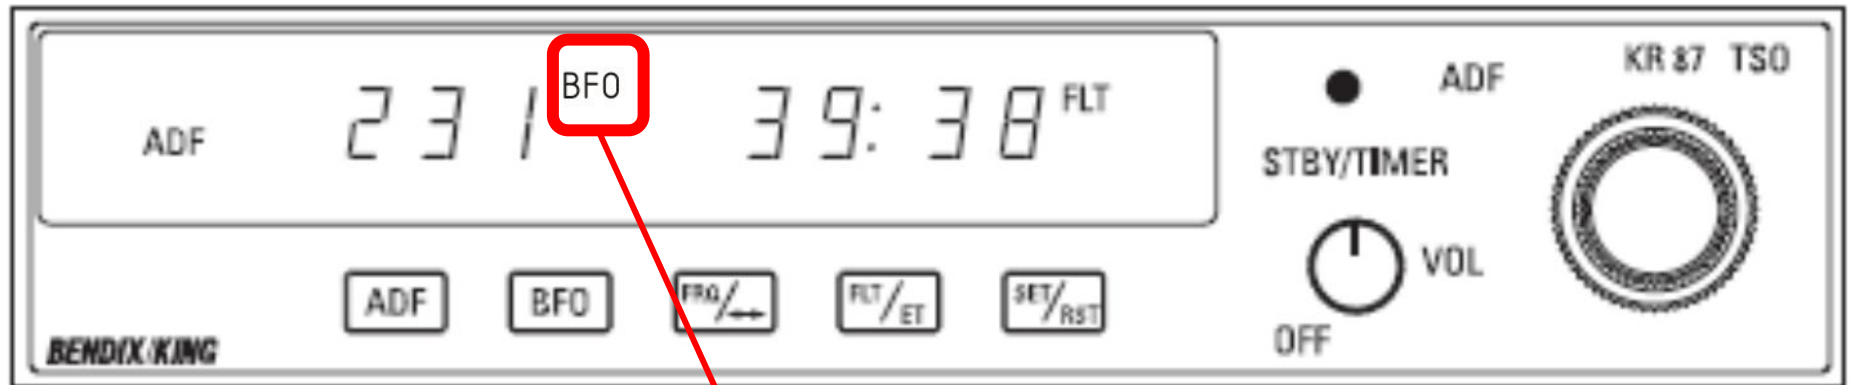 KR 87 TSO
ADF 231 BFO 39:38 FLT
ADF
STBY/TIMER
VOL
OFF
ADF BFO FRQ/↔ FLT/ET SET/RST
BENDIX/KING